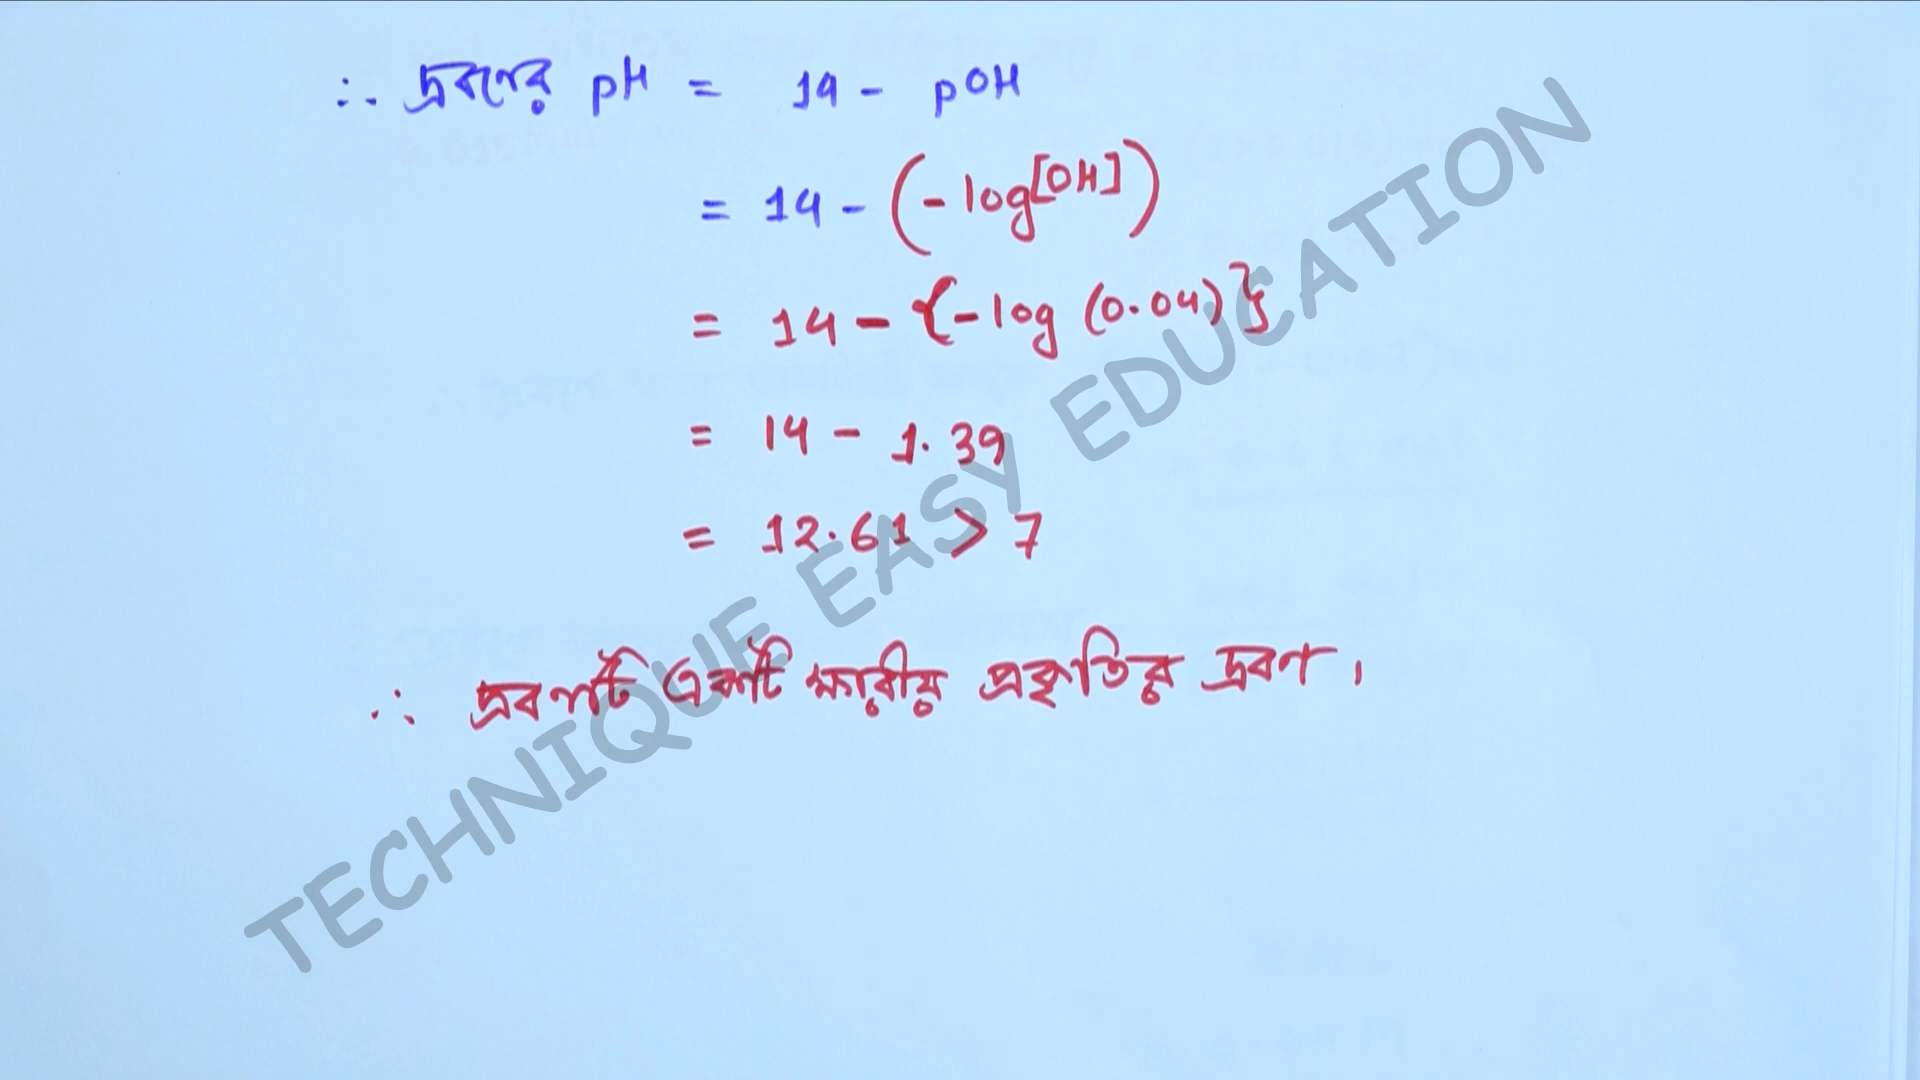 ∴ দ্রবণের pH = 14 - pOH
= 14 - (-log[OH])
= 14 - {-log (0.04)}
= 14 - 1.39
= 12.61 > 7
∴ দ্রবণটি একটি ক্ষারীয় প্রকৃতির দ্রবণ।
TECHNIQUE EASY EDUCATION